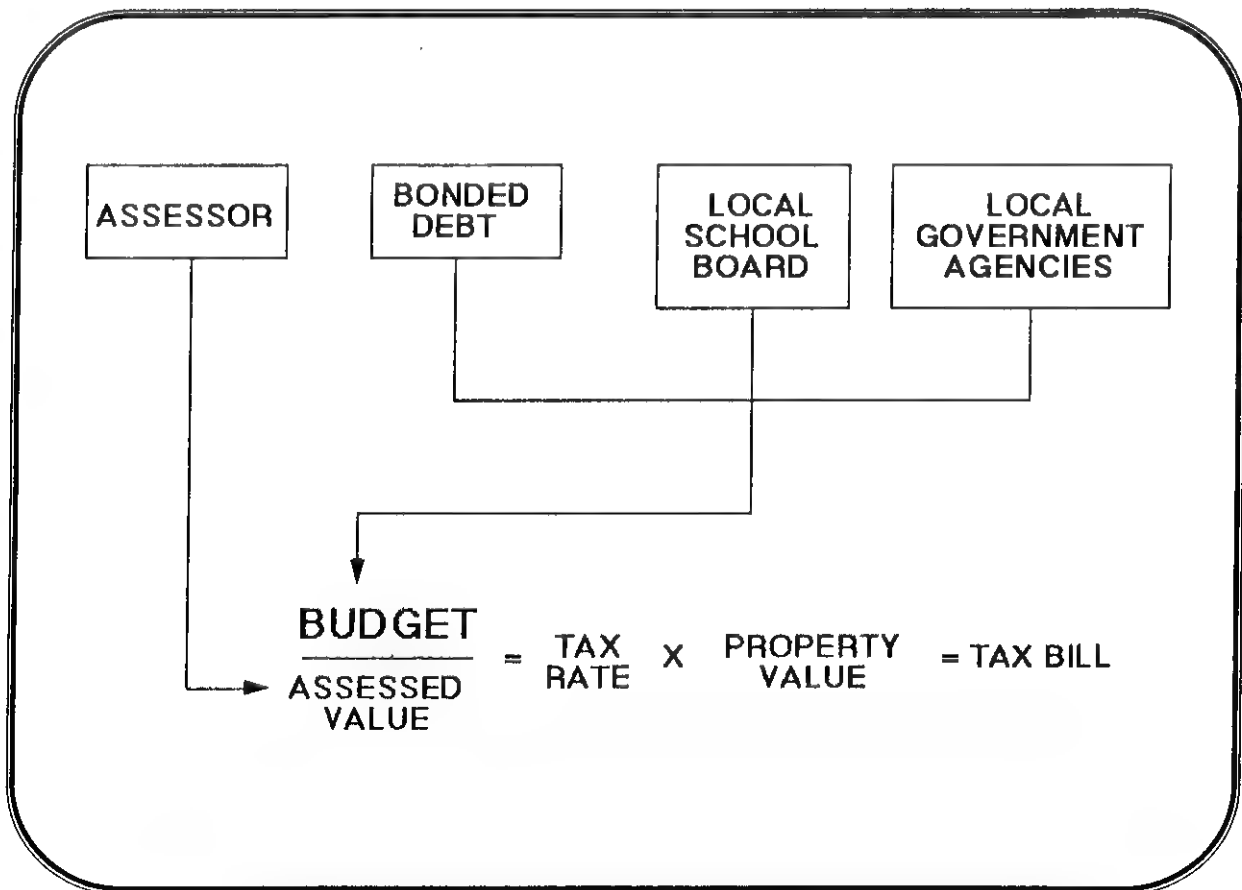 ASSESSOR
BONDED
DEBT
LOCAL
SCHOOL
BOARD
LOCAL
GOVERNMENT
AGENCIES
BUDGET
ASSESSED
VALUE
=
TAX
RATE
X
PROPERTY
VALUE
= TAX BILL